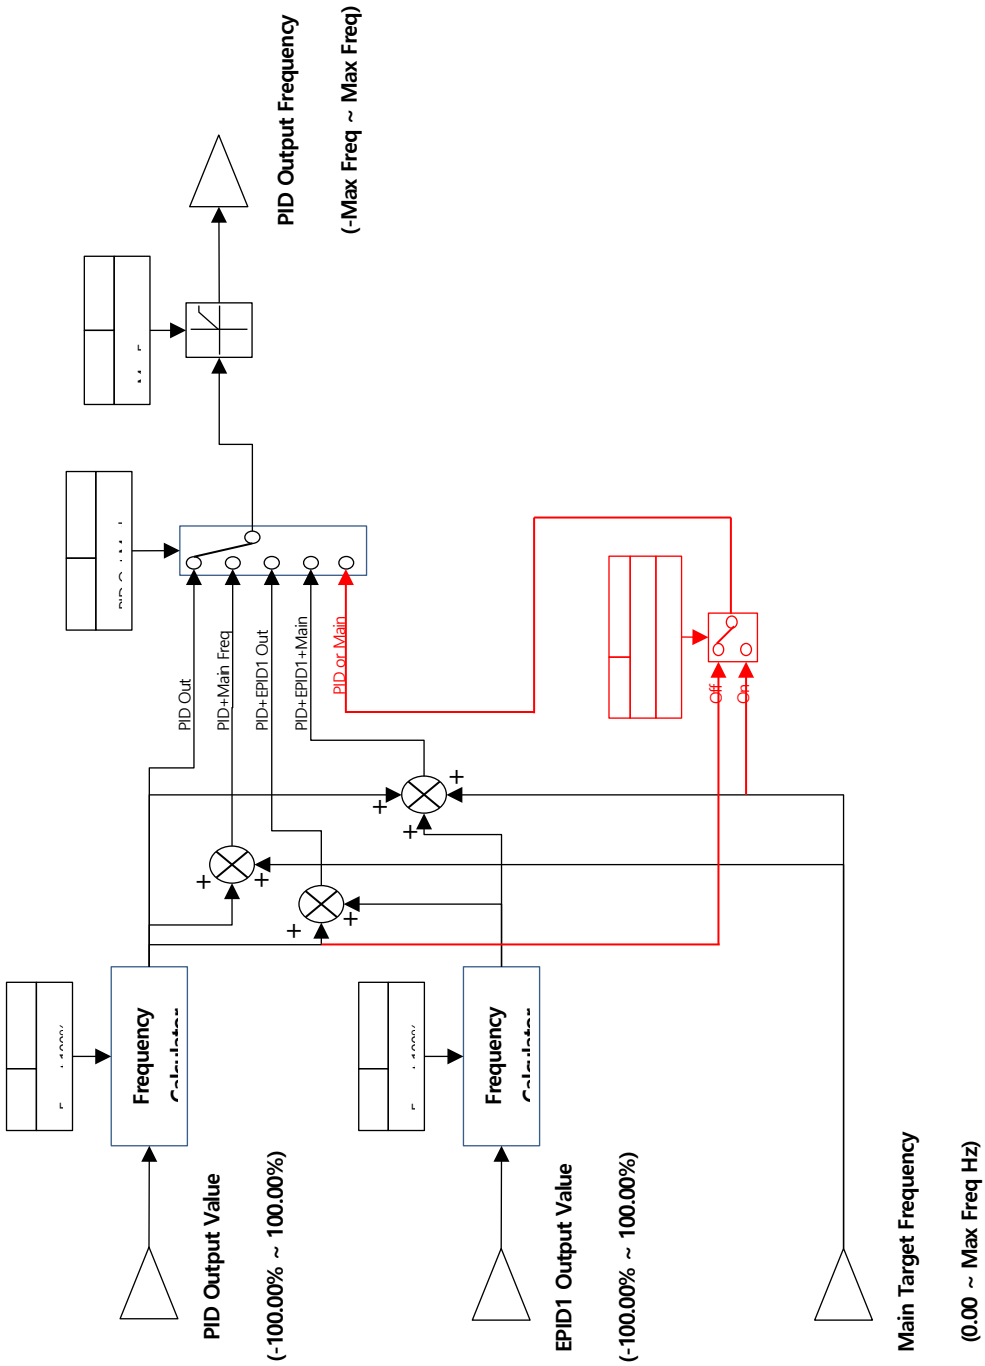 PID Output Frequency
(-Max Freq ~ Max Freq)
PID Out
PID+Main Freq
PID+EPID1 Out
PID+EPID1+Main
PID or Main
Off
On
+
+
+
+
+
+
+
Frequency
Calculator
Frequency
Calculator
PID Output Value
(-100.00% ~ 100.00%)
EPID1 Output Value
(-100.00% ~ 100.00%)
Main Target Frequency
(0.00 ~ Max Freq Hz)